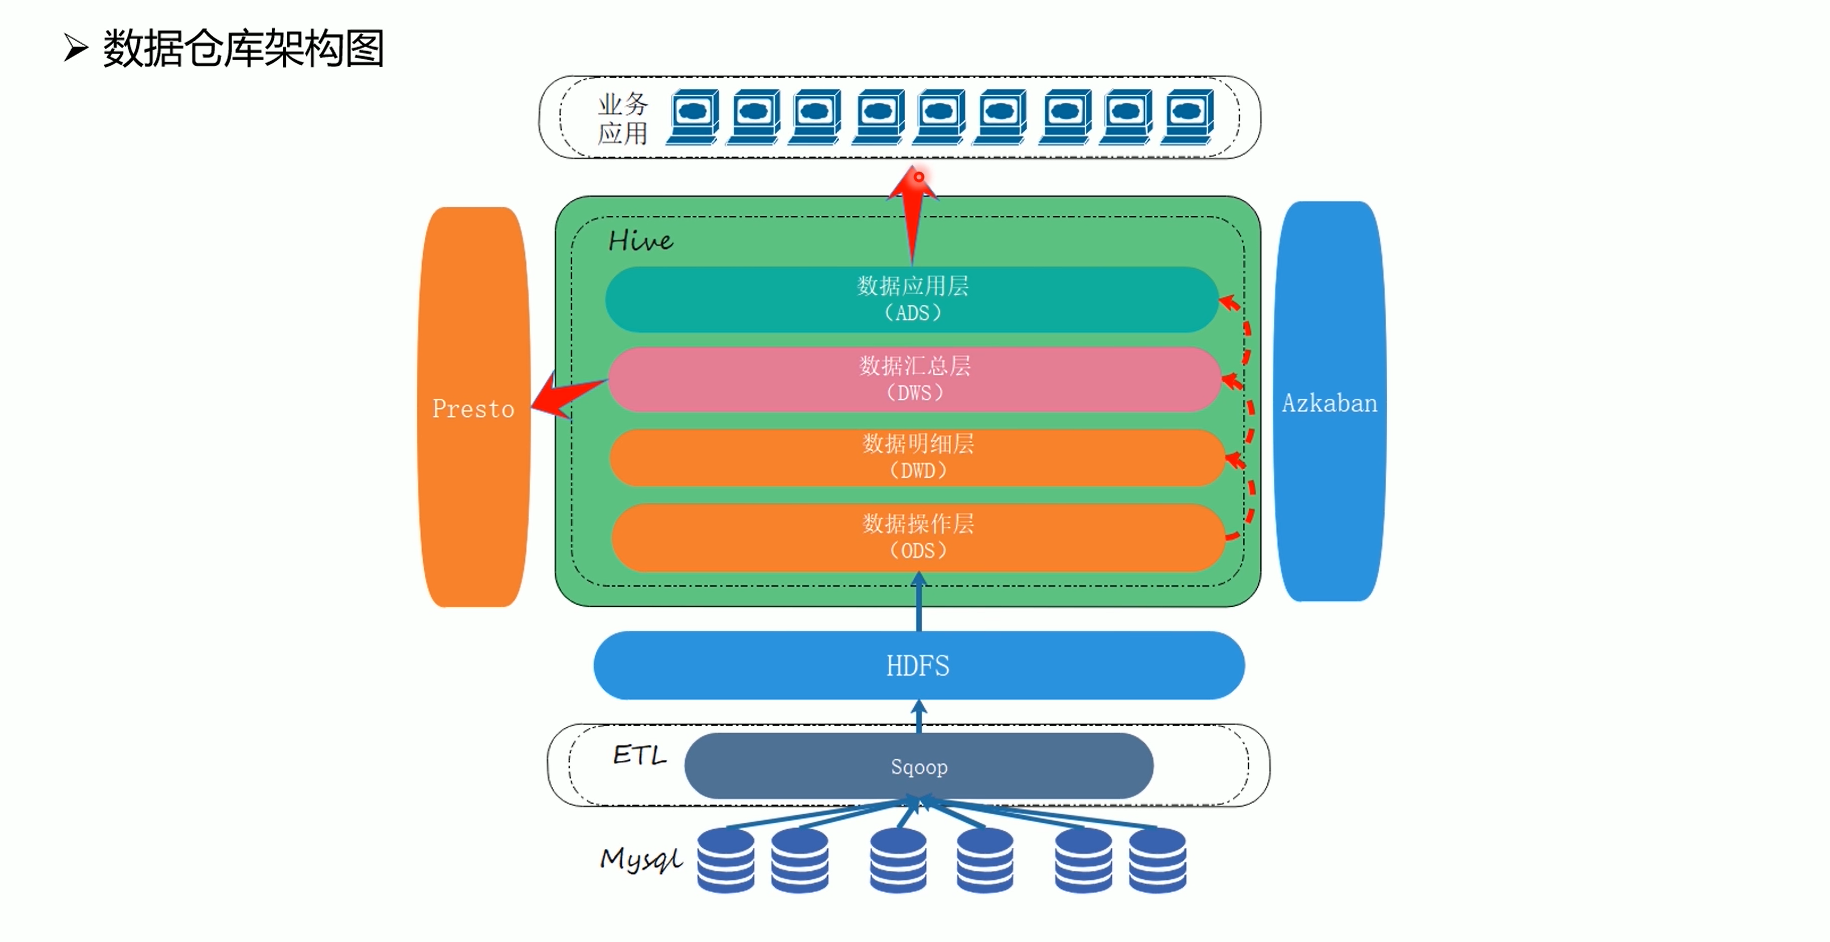 数据仓库架构图
业务
应用
Hive
数据应用层
（ADS）
数据汇总层
（DWS）
Presto
Azkaban
数据明细层
（DWD）
数据操作层
（ODS）
HDFS
ETL
Sqoop
Mysql